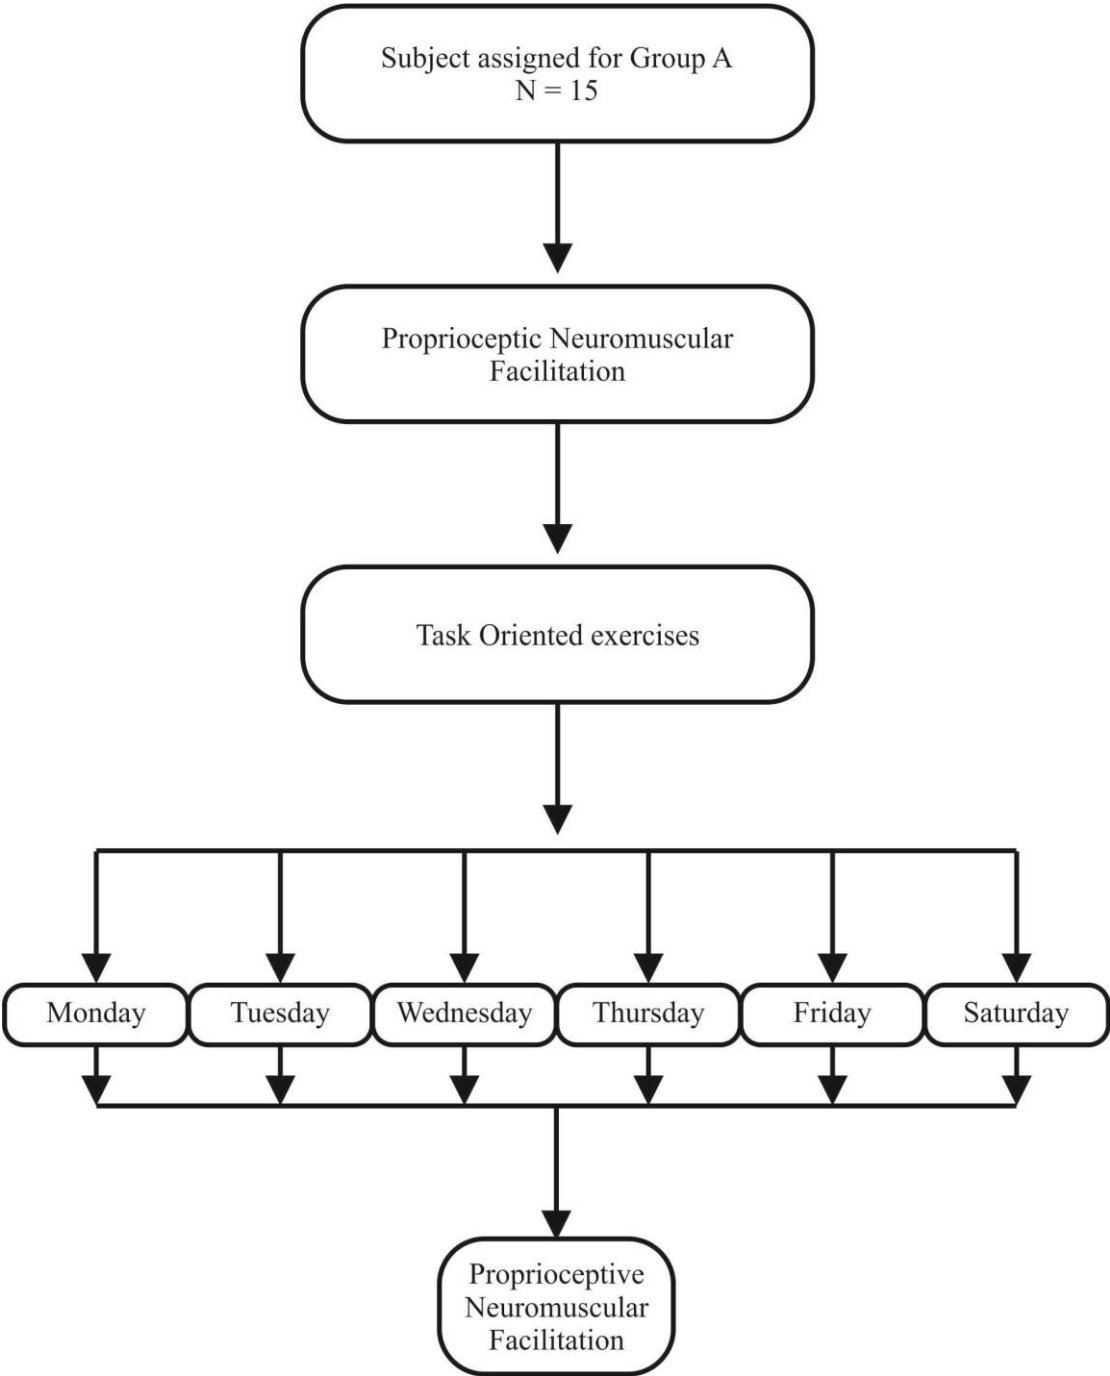 Subject assigned for Group A
N = 15
Proprioceptic Neuromuscular
Facilitation
Task Oriented exercises
Monday
Tuesday
Wednesday
Thursday
Friday
Saturday
Proprioceptive
Neuromuscular
Facilitation